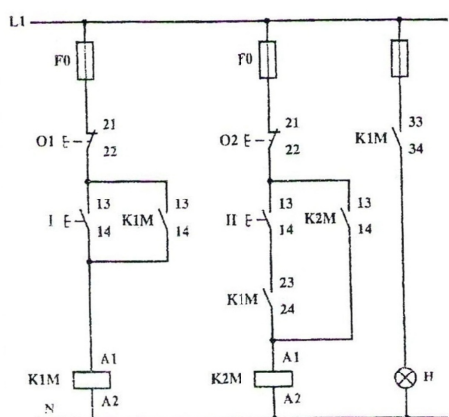 L1
F0 F0
21 21 33
O1 O2 K1M
22 22 34
13 13 13 13
I K1M II K2M
14 14 14 14
23
K1M
24
A1 A1
K1M K2M H
A2 A2
N